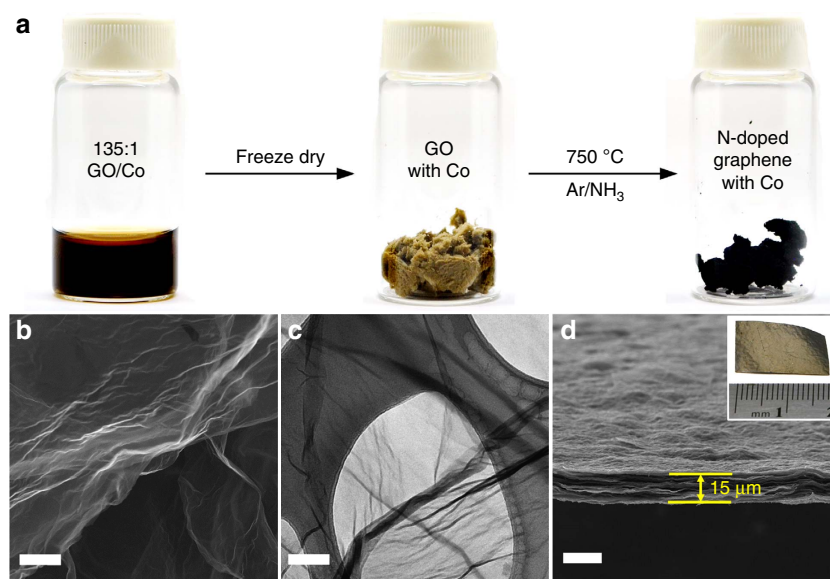 a
135:1
GO/Co
Freeze dry
GO
with Co
750 °C
Ar/NH₃
N-doped
graphene
with Co
b
c
d
mm 1
15 μm